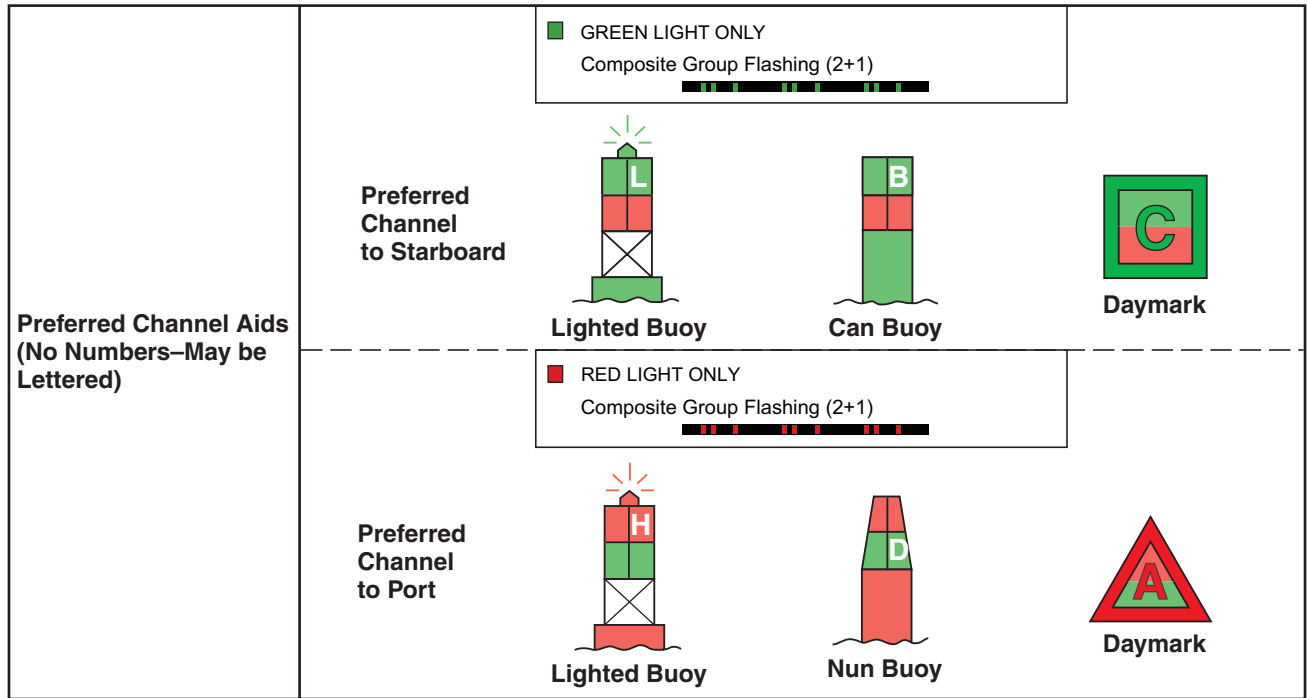 Preferred Channel Aids
(No Numbers–May be
Lettered)
GREEN LIGHT ONLY
Composite Group Flashing (2+1)
Preferred
Channel
to Starboard
L
B
C
Lighted Buoy
Can Buoy
Daymark
RED LIGHT ONLY
Composite Group Flashing (2+1)
Preferred
Channel
to Port
H
D
A
Lighted Buoy
Nun Buoy
Daymark